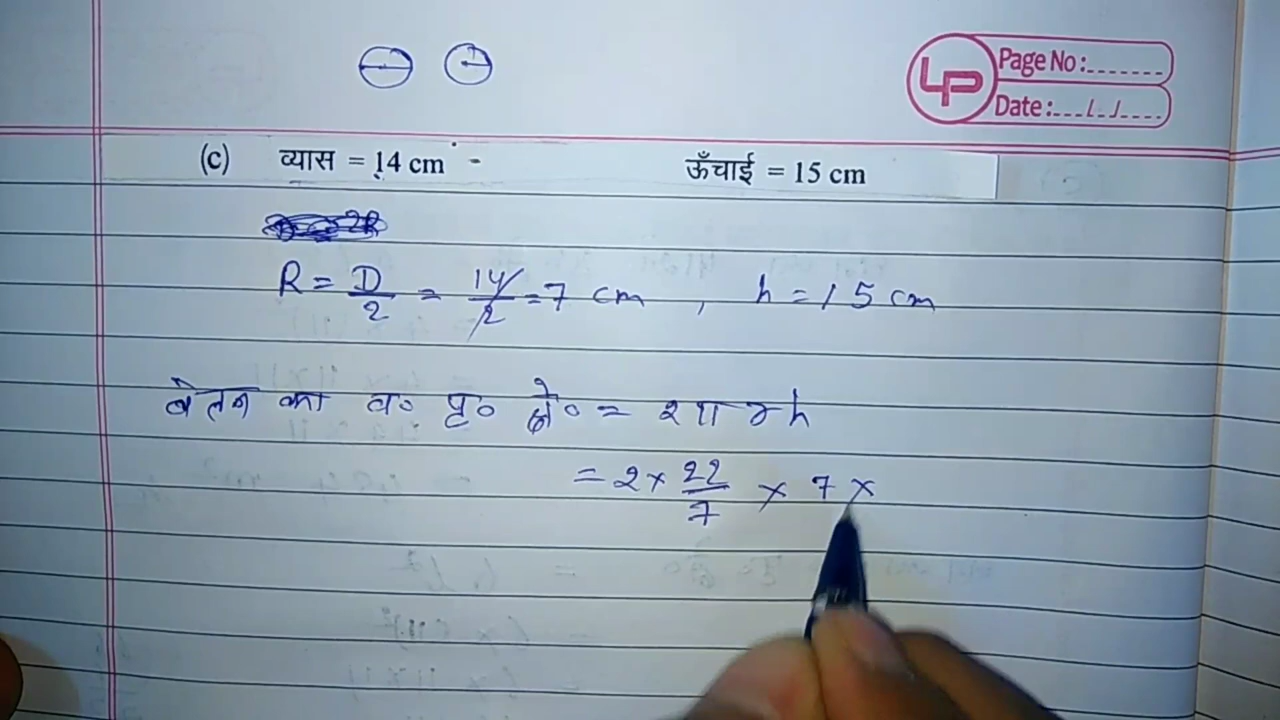 LP
Page No :
Date :
(c) व्यास = 14 cm - ऊँचाई = 15 cm
R = D/2 = 14/2 = 7 cm , h = 15 cm
बेलन का व० पृ० क्षे० = 2πrh
= 2 × 22/7 × 7 ×